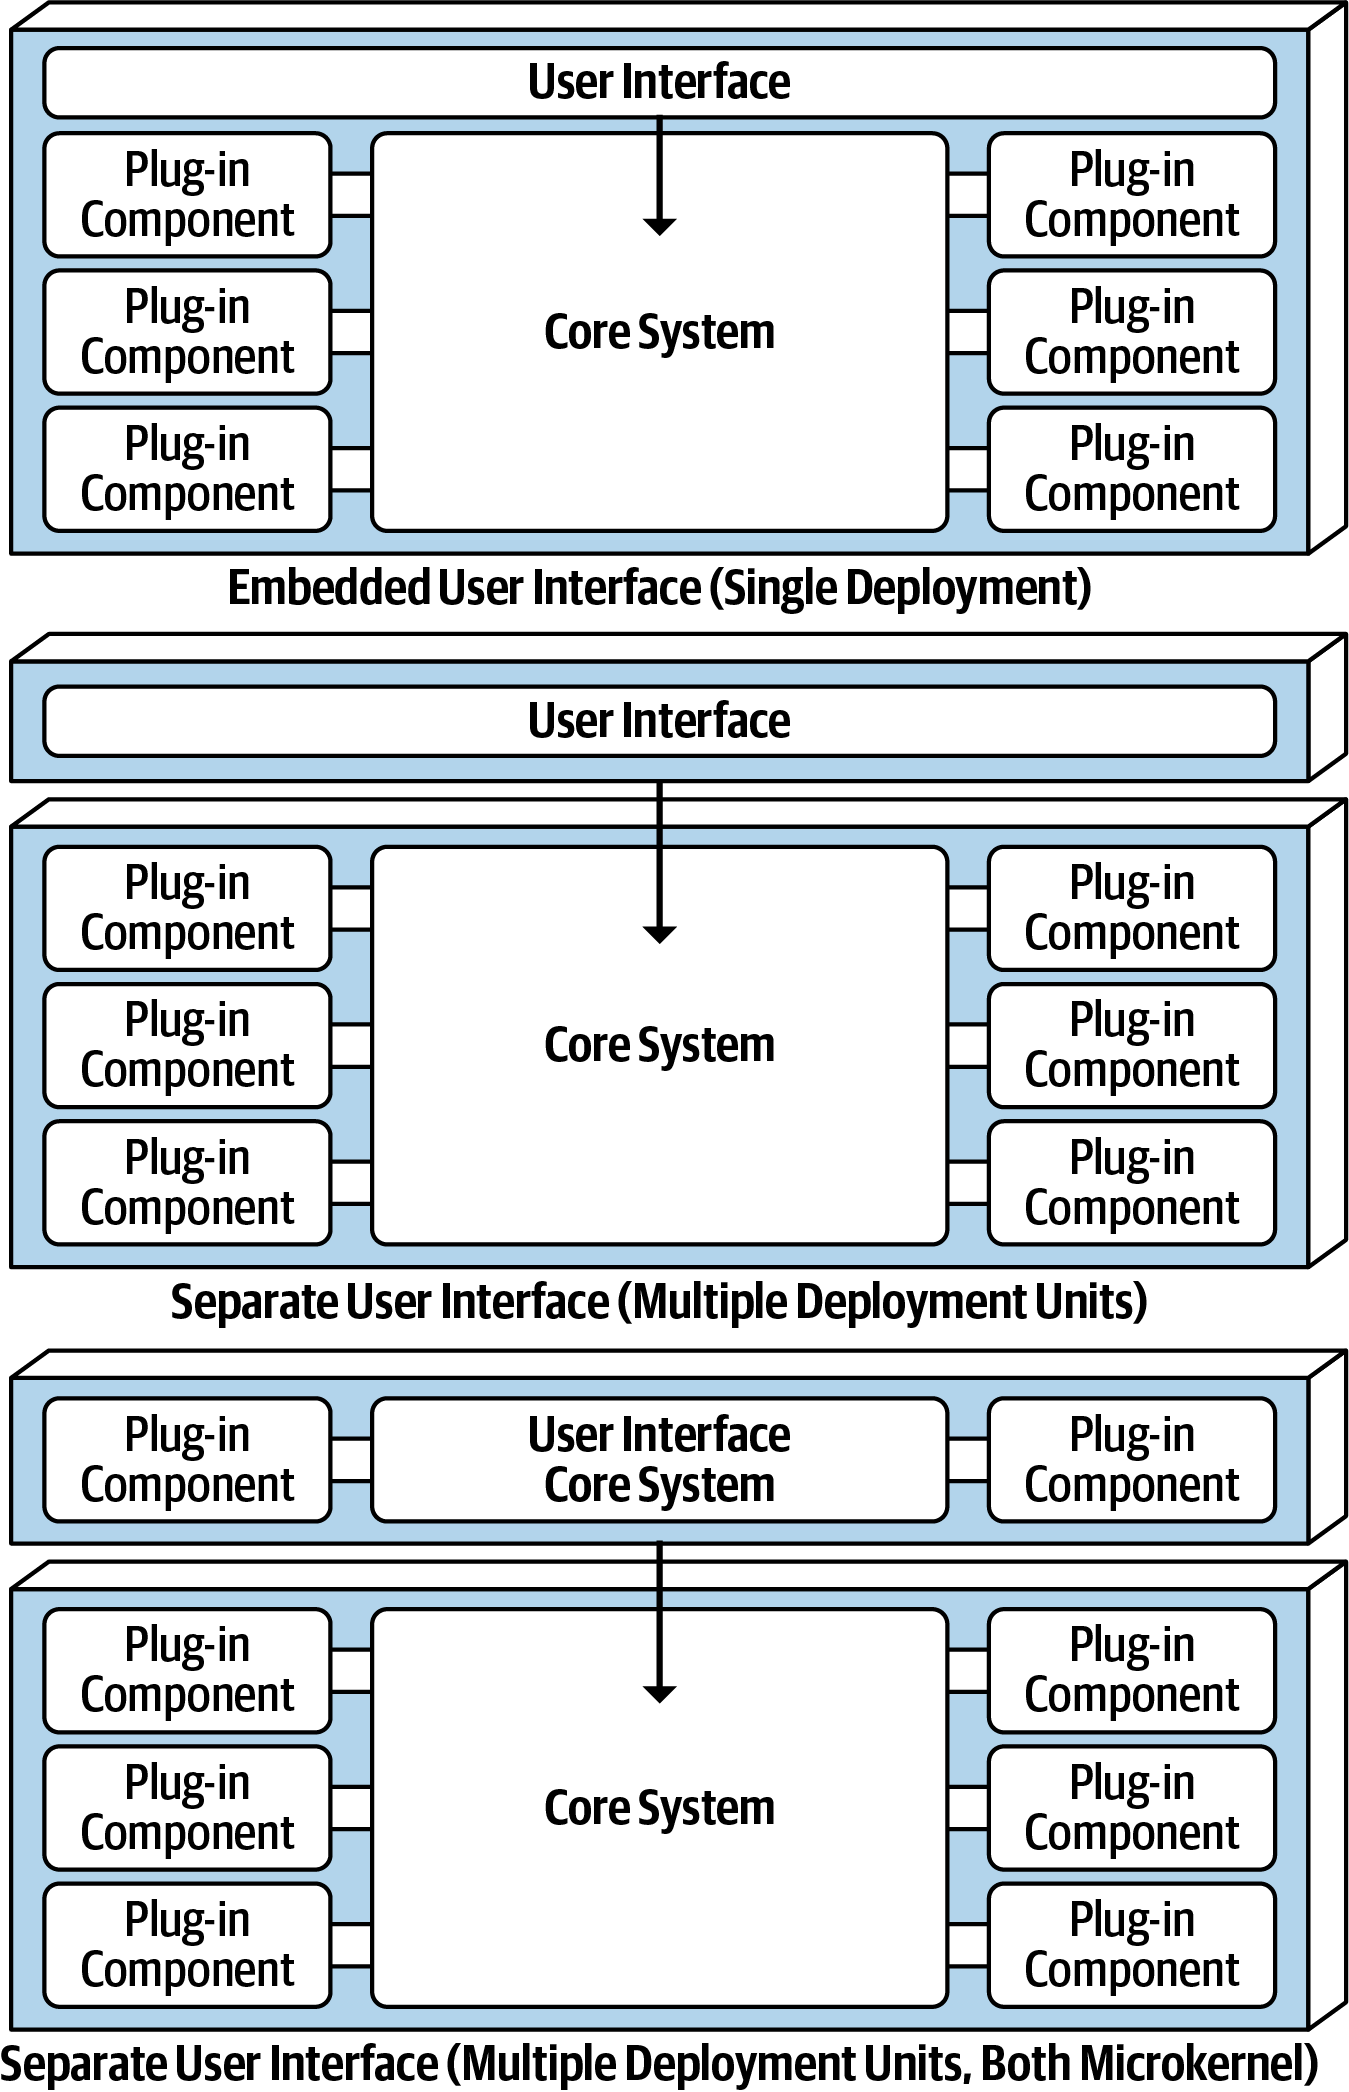 User Interface
Plug-in
Component
Plug-in
Component
Plug-in
Component
Core System
Plug-in
Component
Plug-in
Component
Plug-in
Component
Embedded User Interface (Single Deployment)
User Interface
Plug-in
Component
Plug-in
Component
Plug-in
Component
Core System
Plug-in
Component
Plug-in
Component
Plug-in
Component
Separate User Interface (Multiple Deployment Units)
Plug-in
Component
User Interface
Core System
Plug-in
Component
Plug-in
Component
Plug-in
Component
Plug-in
Component
Core System
Plug-in
Component
Plug-in
Component
Plug-in
Component
Separate User Interface (Multiple Deployment Units, Both Microkernel)